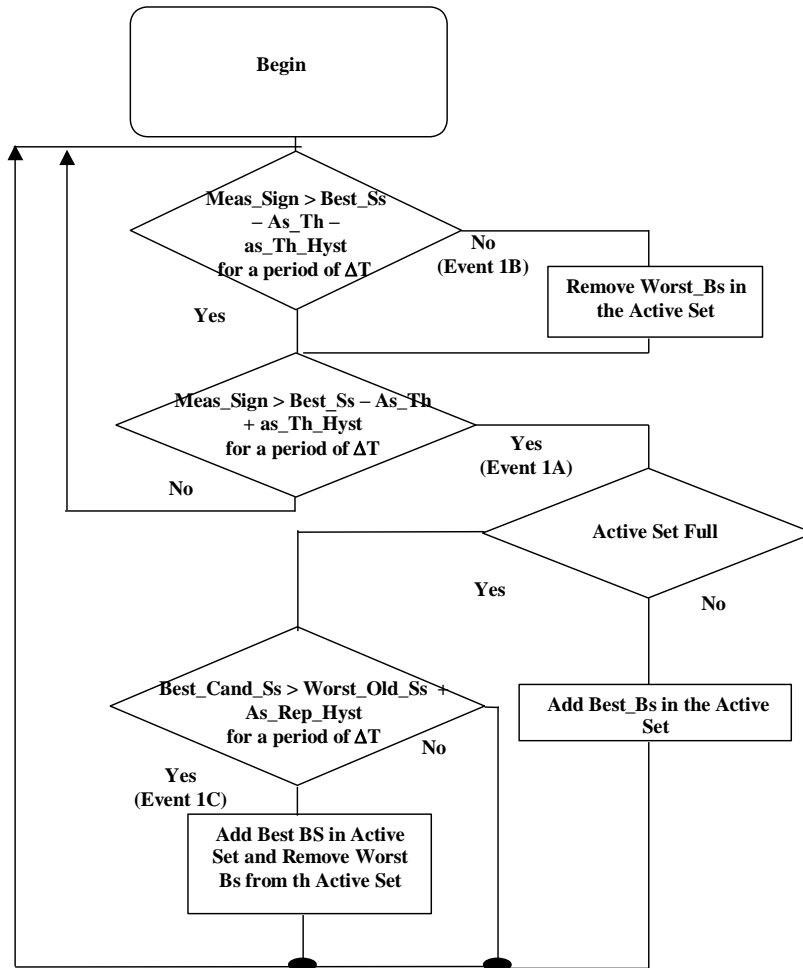 Begin
Meas_Sign > Best_Ss
– As_Th –
as_Th_Hyst
for a period of ΔT
No
(Event 1B)
Remove Worst_Bs in
the Active Set
Yes
Meas_Sign > Best_Ss – As_Th
+ as_Th_Hyst
for a period of ΔT
Yes
(Event 1A)
No
Active Set Full
Yes
No
Best_Cand_Ss > Worst_Old_Ss +
As_Rep_Hyst
for a period of ΔT
No
Add Best_Bs in the Active
Set
Yes
(Event 1C)
Add Best BS in Active
Set and Remove Worst
Bs from th Active Set